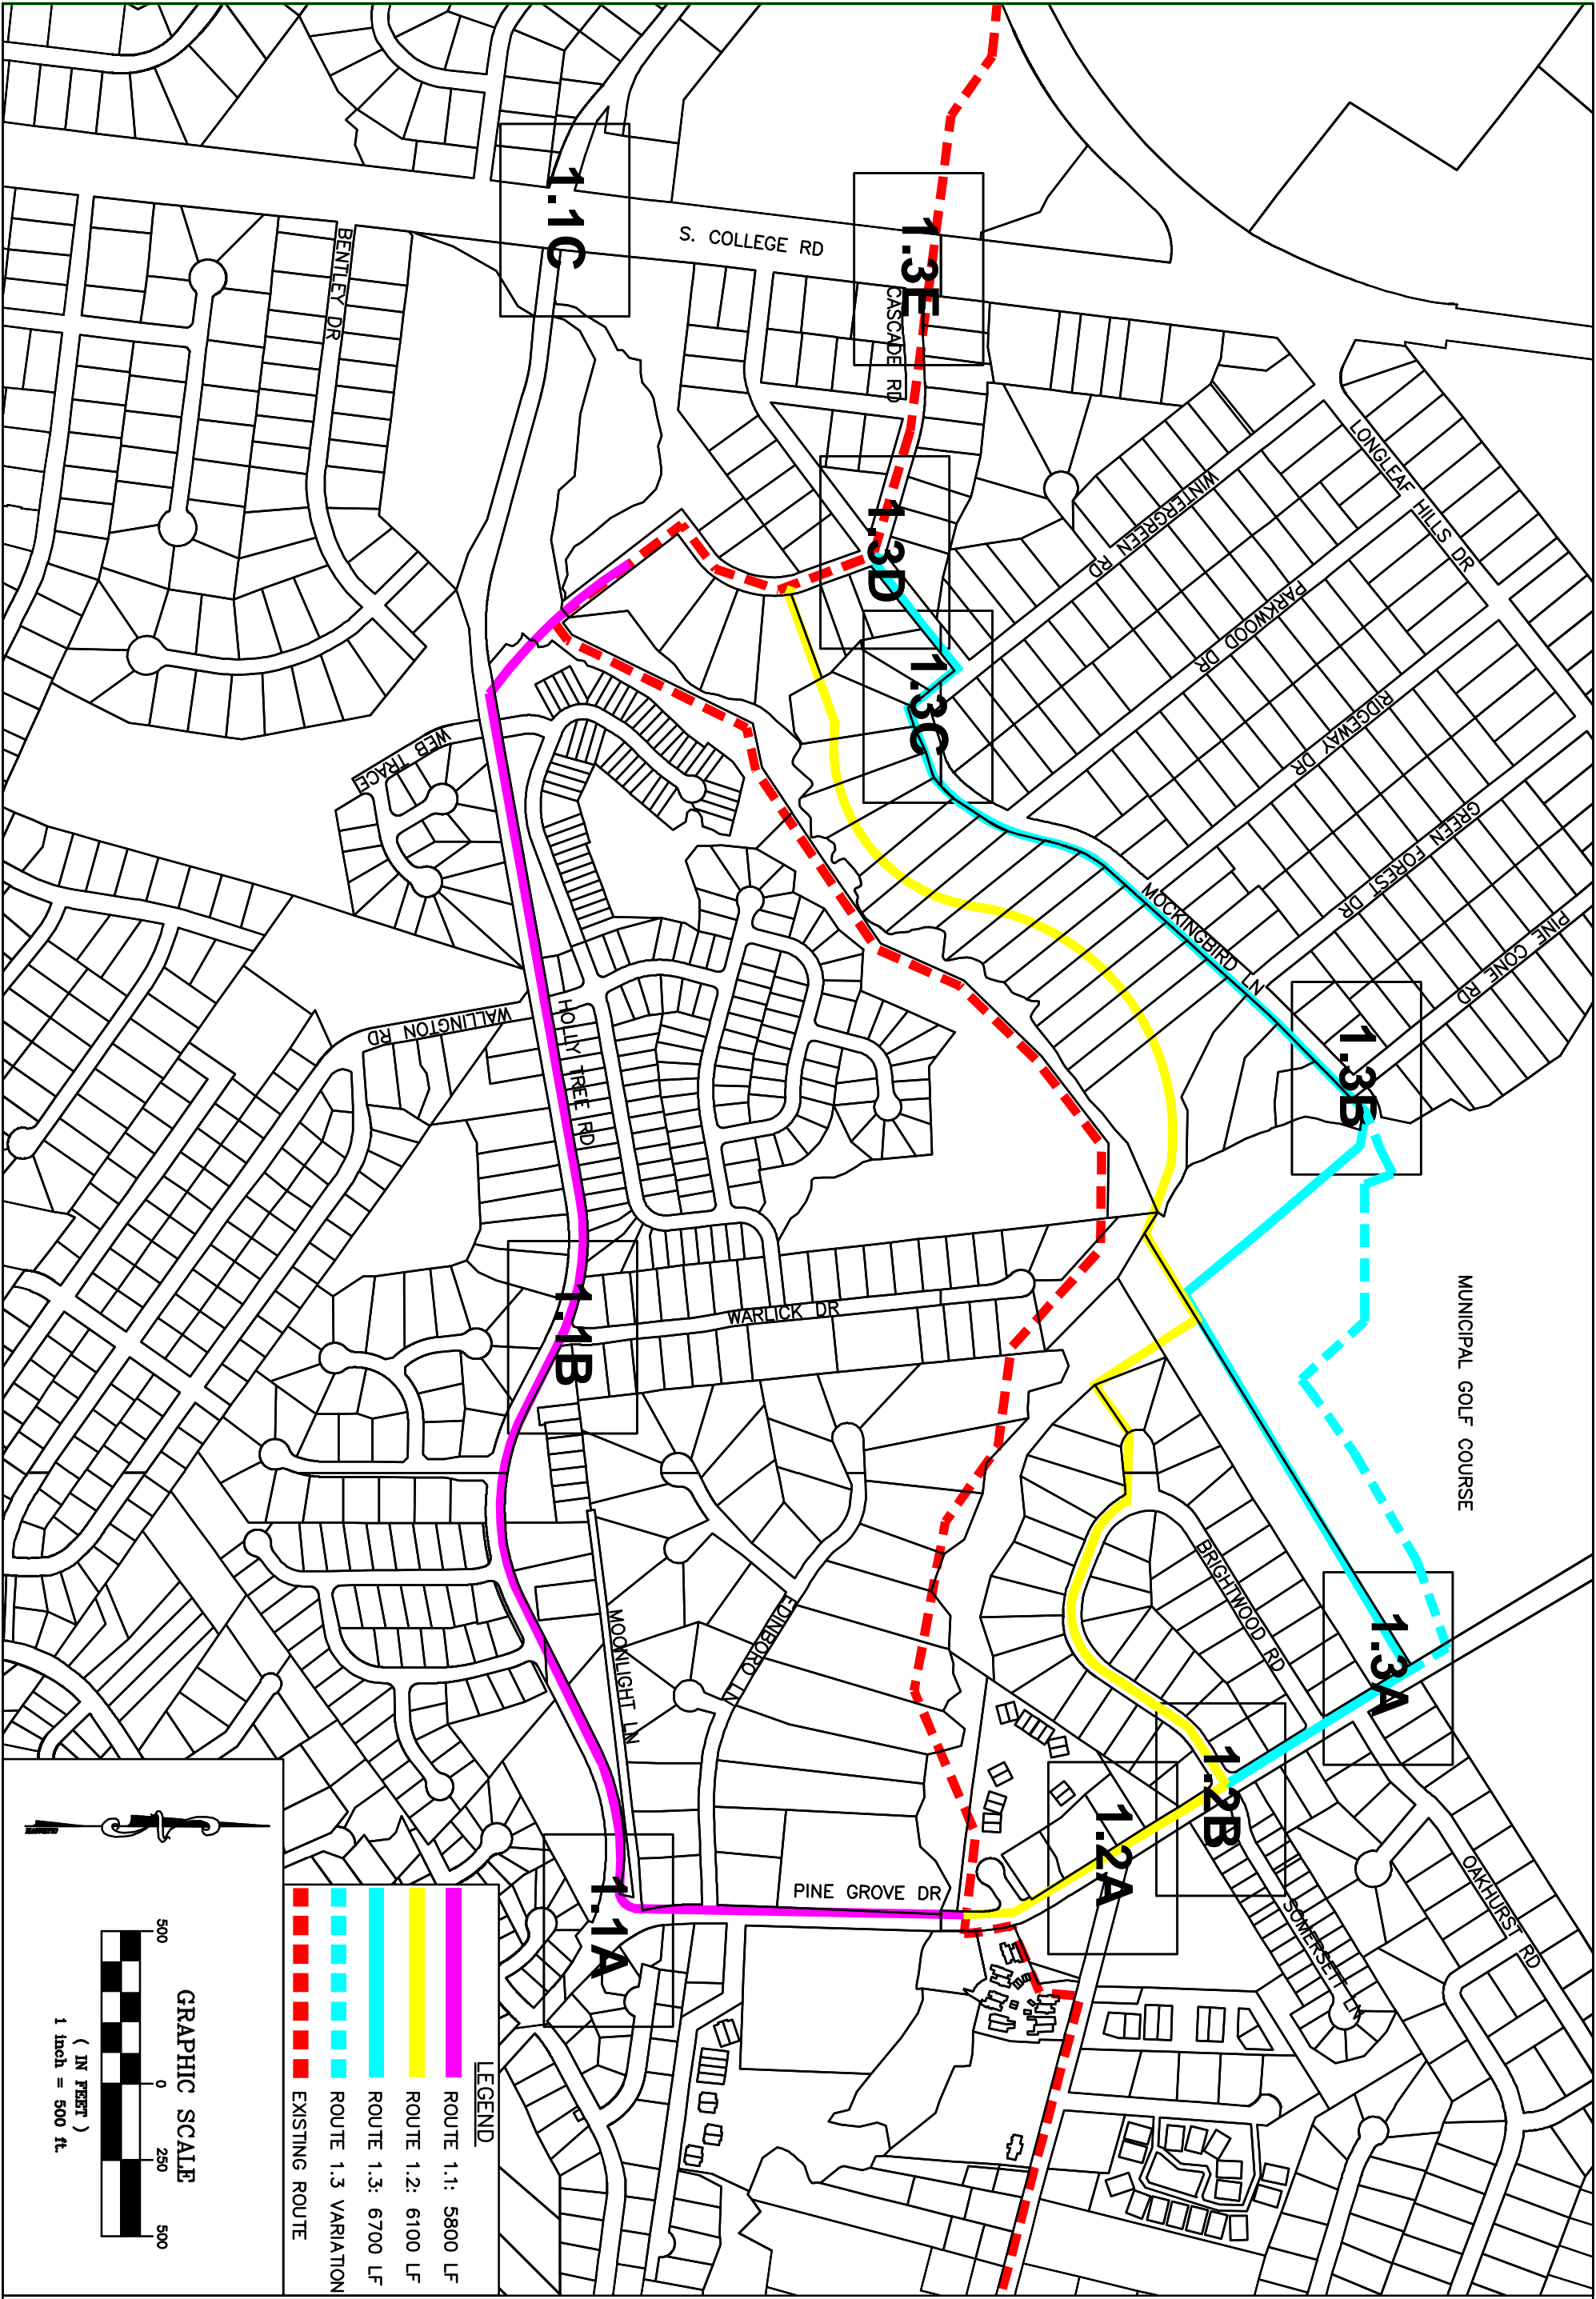 MUNICIPAL GOLF COURSE
LONGLEAF HILLS DR
WINTERGREEN RD
PARKWOOD DR
RIDGEWAY DR
GREEN FOREST DR
PINE CONE RD
MOCKINGBIRD LN
S. COLLEGE RD
CASCADE RD
BENTLEY DR
WEB TRACE
HOLLY TREE RD
WALLINGTON RD
WARLICK DR
EDINBORO LN
MOONLIGHT LN
BRIGHTWOOD RD
PINE GROVE DR
SOMERSETT LN
OAKHURST RD
1.1C
1.3E
1.3D
1.3C
1.3B
1.3A
1.2B
1.2A
1.1B
1.1A
LEGEND
ROUTE 1.1: 5800 LF
ROUTE 1.2: 6100 LF
ROUTE 1.3: 6700 LF
ROUTE 1.3 VARIATION
EXISTING ROUTE
GRAPHIC SCALE
500 0 250 500
( IN FEET )
1 inch = 500 ft.